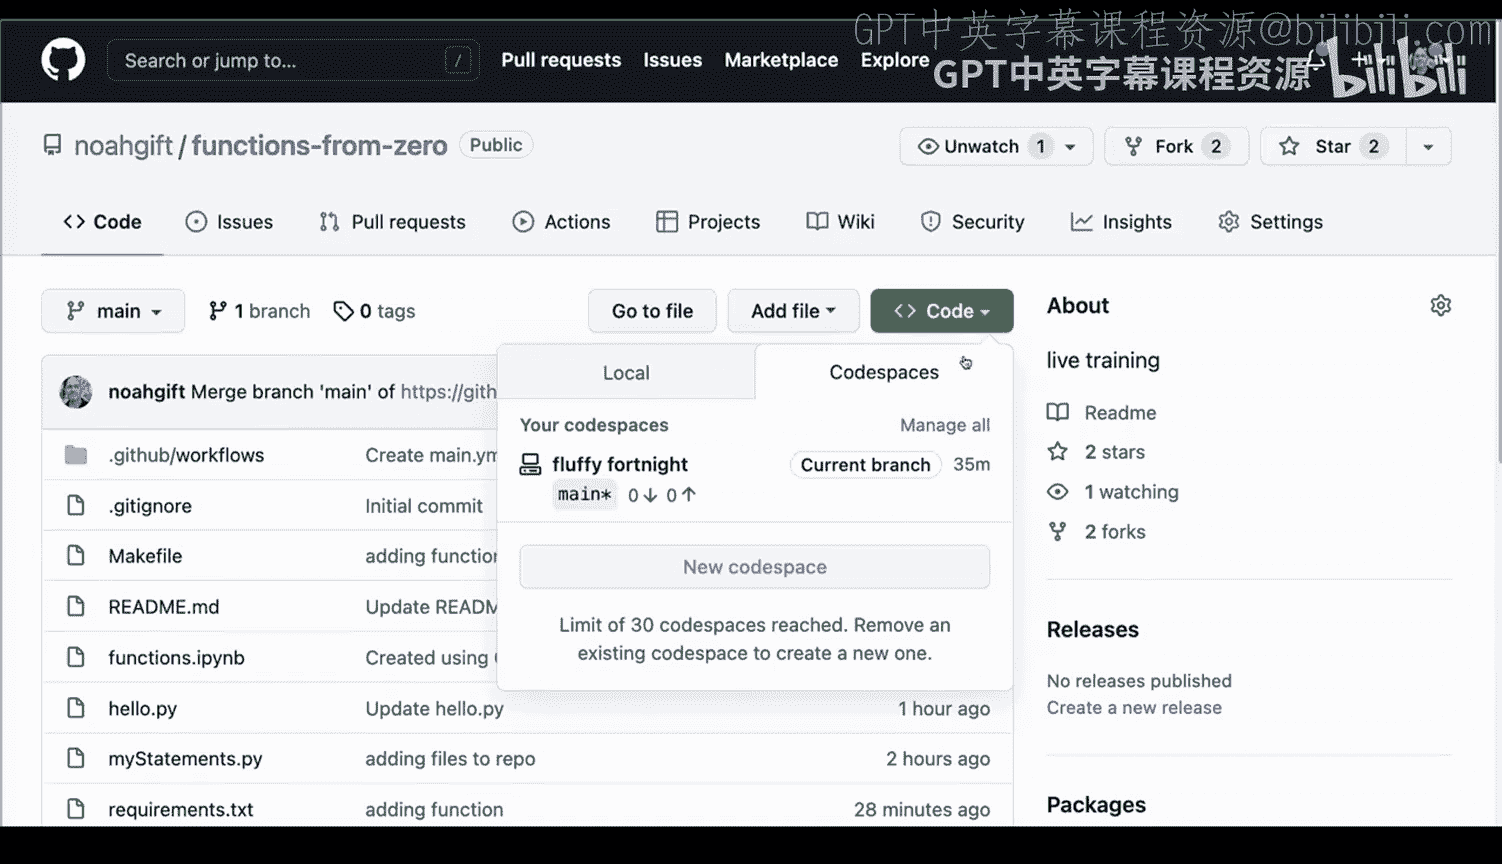 GPT中英字幕课程资源@bilibili.com
Search or jump to...
/
Pull requests
Issues
Marketplace
Explore
GPT中英字幕课程资源
bilibili
noahgift / functions-from-zero
Public
Unwatch 1
Fork 2
Star 2
<> Code
Issues
Pull requests
Actions
Projects
Wiki
Security
Insights
Settings
main
1 branch
0 tags
Go to file
Add file
<> Code
About
live training
Readme
2 stars
1 watching
2 forks
Releases
No releases published
Create a new release
Packages
Local
Codespaces
Your codespaces
Manage all
fluffy fortnight
Current branch
35m
main* 0↓ 0↑
New codespace
Limit of 30 codespaces reached. Remove an
existing codespace to create a new one.
noahgift Merge branch 'main' of https://gith
.github/workflows Create main.ym
.gitignore Initial commit
Makefile adding function
README.md Update READM
functions.ipynb Created using
hello.py Update hello.py 1 hour ago
myStatements.py adding files to repo 2 hours ago
requirements.txt adding function 28 minutes ago